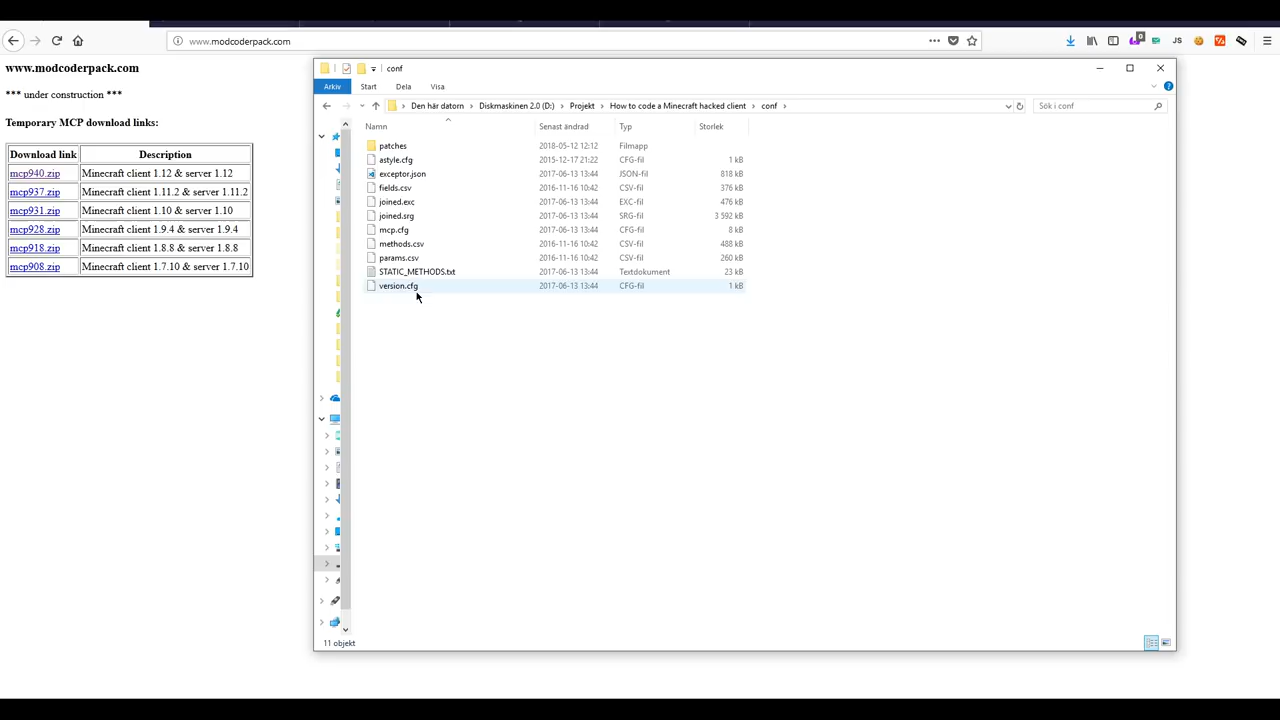 www.modcoderpack.com
www.modcoderpack.com
*** under construction ***
Temporary MCP download links:
Download link Description
mcp940.zip Minecraft client 1.12 & server 1.12
mcp937.zip Minecraft client 1.11.2 & server 1.11.2
mcp931.zip Minecraft client 1.10 & server 1.10
mcp928.zip Minecraft client 1.9.4 & server 1.9.4
mcp918.zip Minecraft client 1.8.8 & server 1.8.8
mcp908.zip Minecraft client 1.7.10 & server 1.7.10
conf
Arkiv Start Dela Visa
Den här datorn Diskmaskinen 2.0 (D:) Projekt How to code a Minecraft hacked client conf Sök i conf
Namn Senast ändrad Typ Storlek
patches 2018-05-12 12:12 Filmapp
astyle.cfg 2015-12-17 21:22 CFG-fil 1 kB
exceptor.json 2017-06-13 13:44 JSON-fil 818 kB
fields.csv 2016-11-16 10:42 CSV-fil 376 kB
joined.exc 2017-06-13 13:44 EXC-fil 476 kB
joined.srg 2017-06-13 13:44 SRG-fil 3 592 kB
mcp.cfg 2017-06-13 13:44 CFG-fil 8 kB
methods.csv 2016-11-16 10:42 CSV-fil 488 kB
params.csv 2016-11-16 10:42 CSV-fil 260 kB
STATIC_METHODS.txt 2017-06-13 13:44 Textdokument 23 kB
version.cfg 2017-06-13 13:44 CFG-fil 1 kB
11 objekt